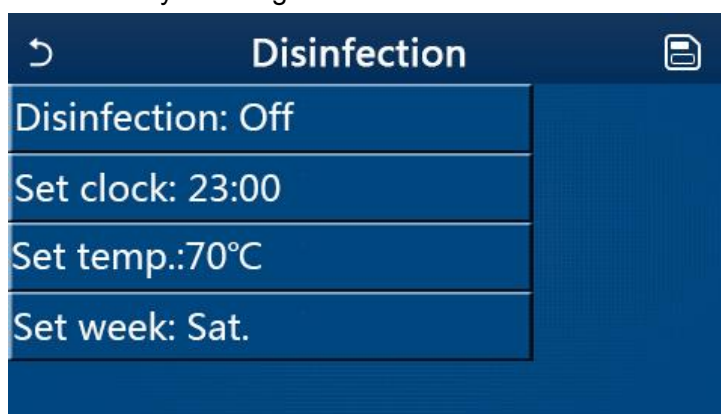 Disinfection
Disinfection: Off
Set clock: 23:00
Set temp.:70℃
Set week: Sat.